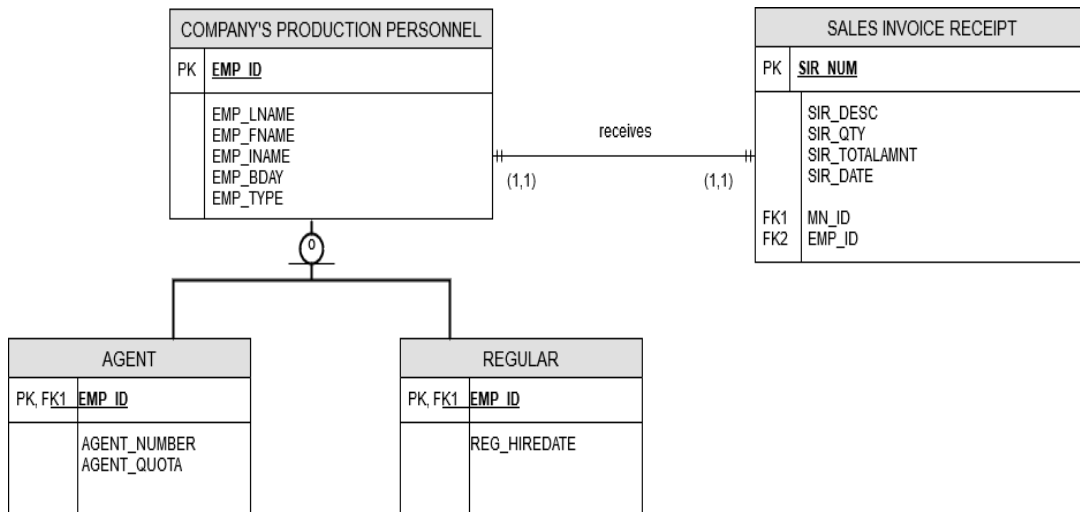 COMPANY'S PRODUCTION PERSONNEL
PK EMP_ID
EMP_LNAME
EMP_FNAME
EMP_INAME
EMP_BDAY
EMP_TYPE
receives
(1,1) (1,1)
SALES INVOICE RECEIPT
PK SIR_NUM
SIR_DESC
SIR_QTY
SIR_TOTALAMNT
SIR_DATE
FK1 MN_ID
FK2 EMP_ID
0
AGENT
PK, FK1 EMP_ID
AGENT_NUMBER
AGENT_QUOTA
REGULAR
PK, FK1 EMP_ID
REG_HIREDATE